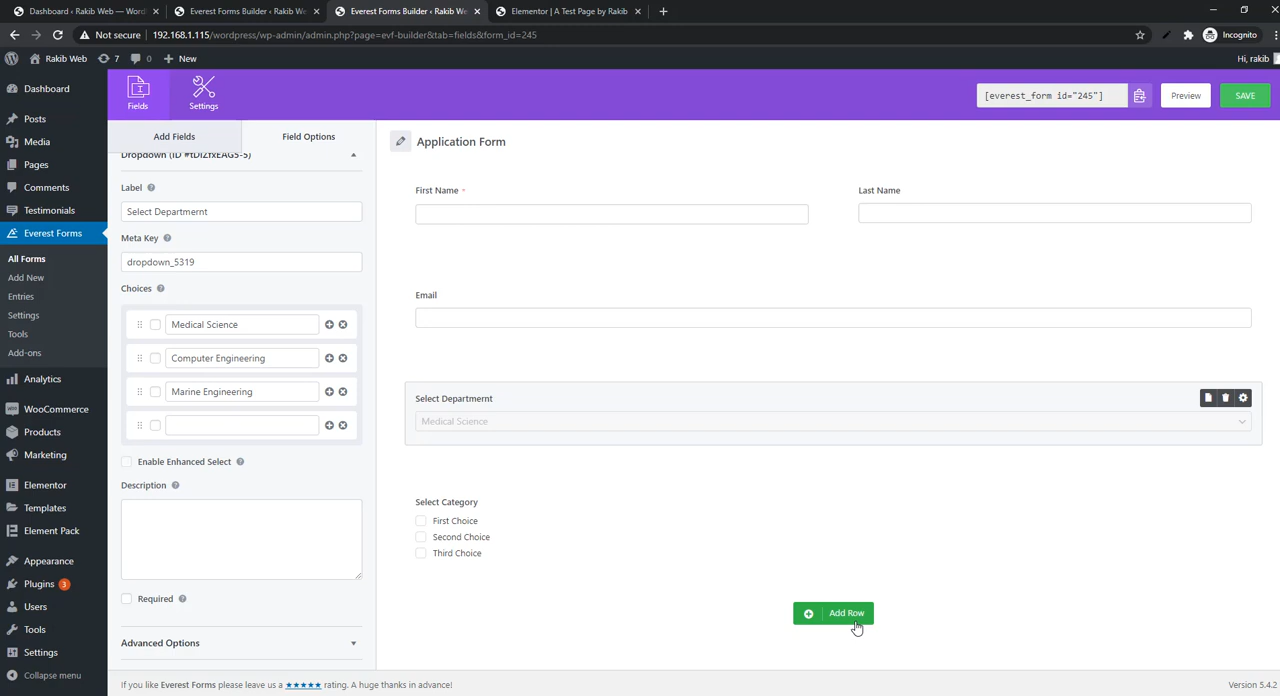 Dashboard ‹ Rakib Web — Word
Everest Forms Builder ‹ Rakib We
Everest Forms Builder ‹ Rakib We
Elementor | A Test Page by Rakib
Not secure
192.168.1.115/wordpress/wp-admin/admin.php?page=evf-builder&tab=fields&form_id=245
Incognito
Rakib Web
7
0
New
Hi, rakib
Dashboard
Posts
Media
Pages
Comments
Testimonials
Everest Forms
All Forms
Add New
Entries
Settings
Tools
Add-ons
Analytics
WooCommerce
Products
Marketing
Elementor
Templates
Element Pack
Appearance
Plugins 3
Users
Tools
Settings
Collapse menu
Fields
Settings
[everest_form id="245"]
Preview
SAVE
Add Fields
Field Options
Label
Select Departmernt
Meta Key
dropdown_5319
Choices
Medical Science
Computer Engineering
Marine Engineering
Enable Enhanced Select
Description
Required
Advanced Options
Application Form
First Name *
Last Name
Email
Select Departmernt
Medical Science
Select Category
First Choice
Second Choice
Third Choice
Add Row
If you like Everest Forms please leave us a ★★★★★ rating. A huge thanks in advance!
Version 5.4.2